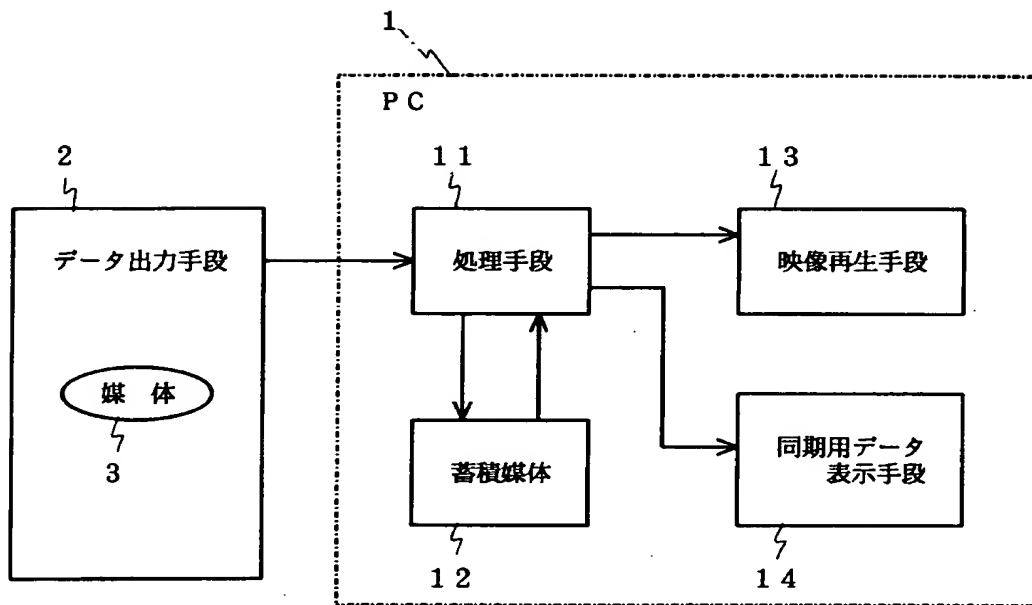 1
PC
2
11
13
データ出力手段
処理手段
映像再生手段
媒 体
3
蓄積媒体
同期用データ
表示手段
12
14